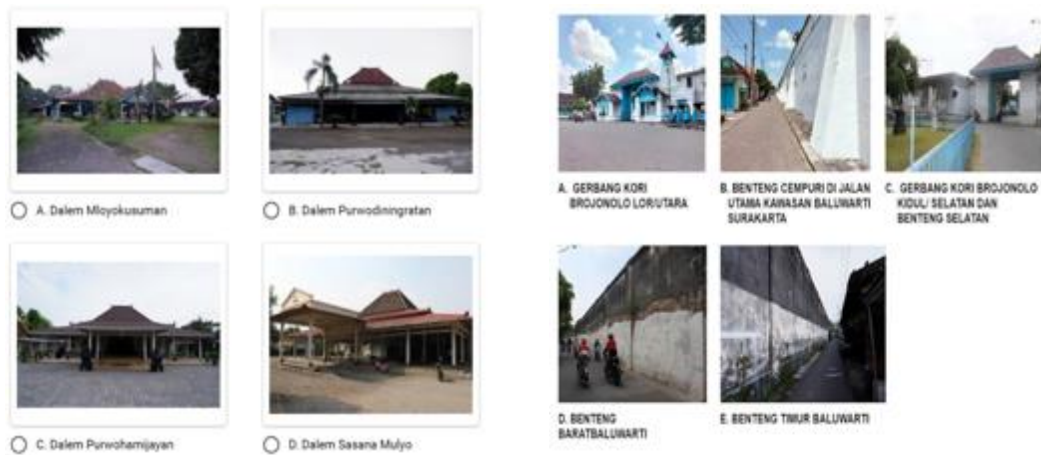 A. Dalem Mloyokusuman
B. Dalem Purwodiningratan
C. Dalem Purwohamijayan
D. Dalem Sasana Mulyo
A. GERBANG KORI
BROJONOLO LOR/UTARA
B. BENTENG CEMPURI DI JALAN
UTAMA KAWASAN BALUWARTI
SURAKARTA
C. GERBANG KORI BROJONOLO
KIDUL/ SELATAN DAN
BENTENG SELATAN
D. BENTENG
BARATBALUWARTI
E. BENTENG TIMUR BALUWARTI